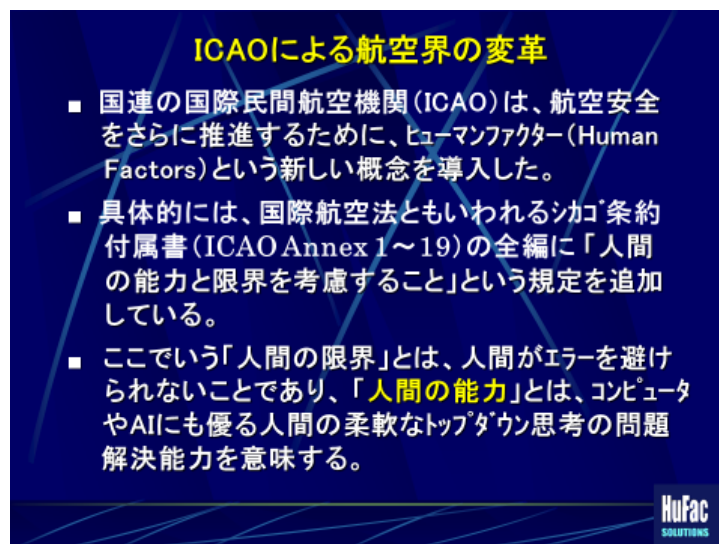 ICAOによる航空界の変革
■ 国連の国際民間航空機関(ICAO)は、航空安全
をさらに推進するために、ﾋｭｰﾏﾝﾌｧｸﾀｰ(Human
Factors)という新しい概念を導入した。
■ 具体的には、国際航空法ともいわれるｼｶｺﾞ条約
付属書(ICAO Annex 1～19)の全編に「人間
の能力と限界を考慮すること」という規定を追加
している。
■ ここでいう「人間の限界」とは、人間がｴﾗｰを避け
られないことであり、「人間の能力」とは、ｺﾝﾋﾟｭｰﾀ
やAIにも優る人間の柔軟なﾄｯﾌﾟﾀﾞｳﾝ思考の問題
解決能力を意味する。
HuFac
SOLUTIONS